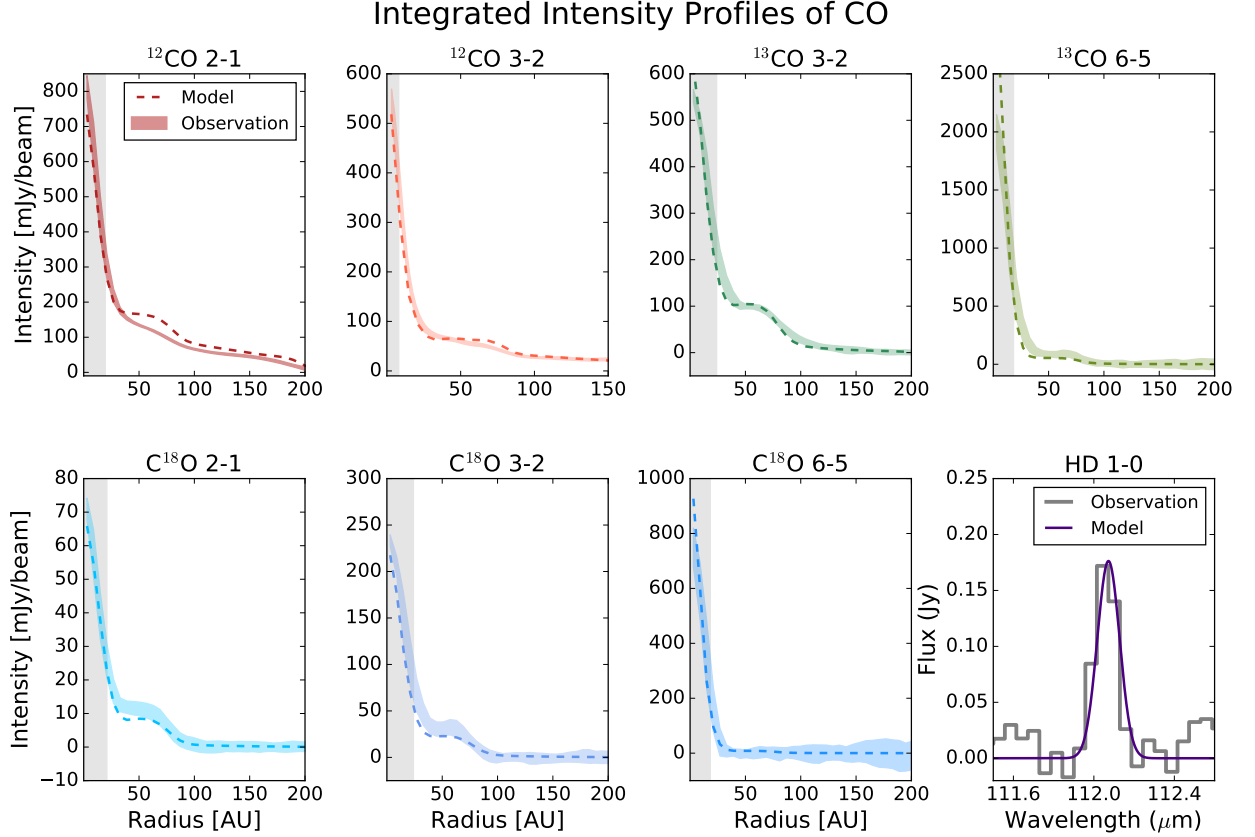 Integrated Intensity Profiles of CO
¹²CO 2-1
¹²CO 3-2
¹³CO 3-2
¹³CO 6-5
Intensity [mJy/beam]
Model
Observation
800
700
600
500
400
300
200
100
0
50 100 150 200
600
500
400
300
200
100
0
50 100 150
600
500
400
300
200
100
0
50 100 150 200
2500
2000
1500
1000
500
0
50 100 150 200
C¹⁸O 2-1
C¹⁸O 3-2
C¹⁸O 6-5
HD 1-0
Intensity [mJy/beam]
80
70
60
50
40
30
20
10
0
−10
50 100 150 200
Radius [AU]
300
250
200
150
100
50
0
50 100 150 200
Radius [AU]
1000
800
600
400
200
0
50 100 150 200
Radius [AU]
Flux (Jy)
Observation
Model
0.25
0.20
0.15
0.10
0.05
0.00
111.6 112.0 112.4
Wavelength (μm)